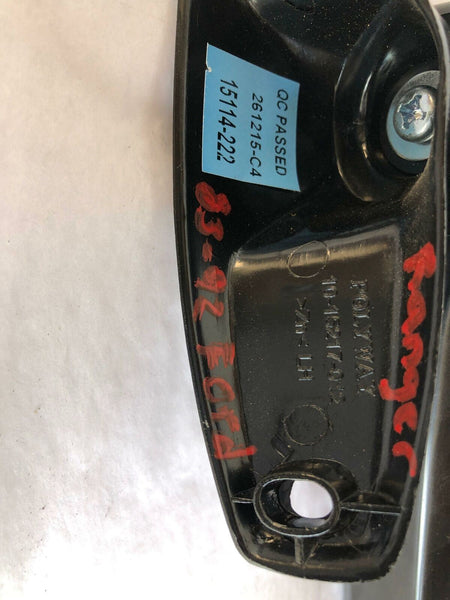 QC PASSED
261215-C4
15114-222
83-92 Ford
Ranger
POLYWAY
LH